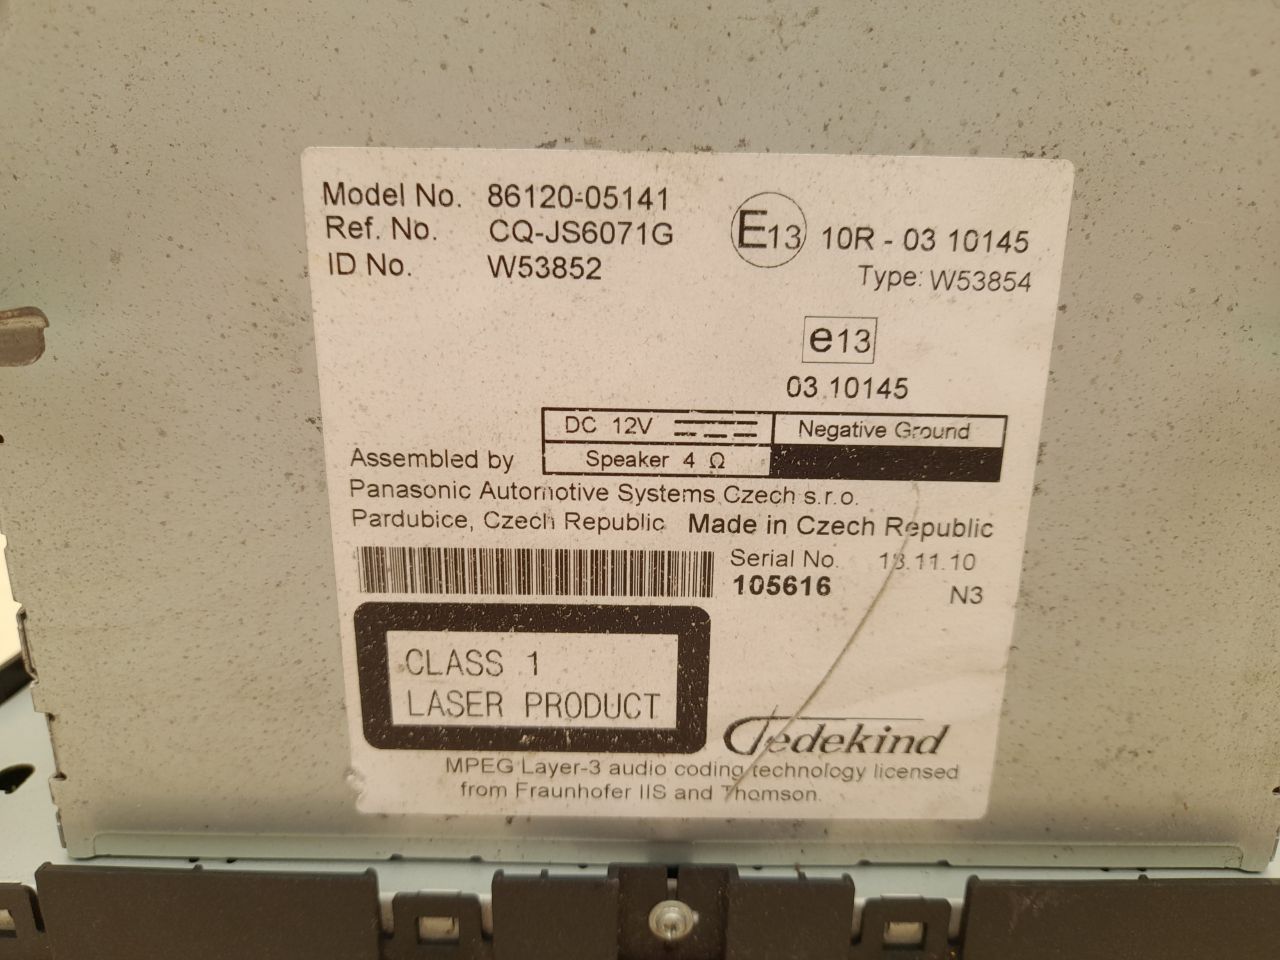 Model No. 86120-05141
Ref. No. CQ-JS6071G
ID No. W53852
E13 10R - 03 10145
Type: W53854
e13
03 10145
DC 12V Negative Ground
Speaker 4 Ω
Assembled by
Panasonic Automotive Systems Czech s.r.o.
Pardubice, Czech Republic Made in Czech Republic
Serial No. 18.11.10
105616 N3
CLASS 1
LASER PRODUCT
MPEG Layer-3 audio coding technology licensed
from Fraunhofer IIS and Thomson.